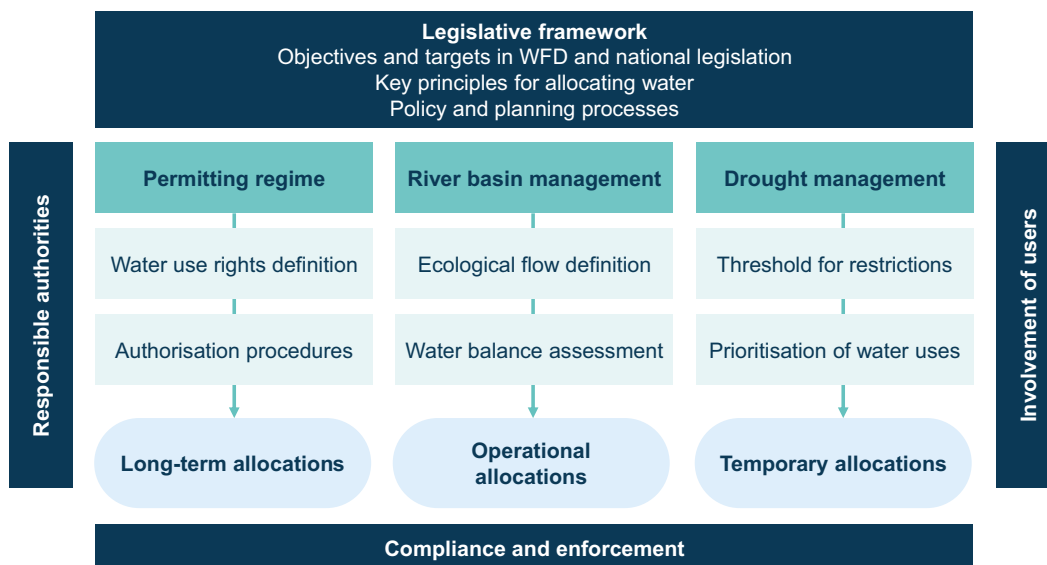 Legislative framework
Objectives and targets in WFD and national legislation
Key principles for allocating water
Policy and planning processes
Responsible authorities
Permitting regime
River basin management
Drought management
Involvement of users
Water use rights definition
Ecological flow definition
Threshold for restrictions
Authorisation procedures
Water balance assessment
Prioritisation of water uses
Long-term allocations
Operational
allocations
Temporary allocations
Compliance and enforcement